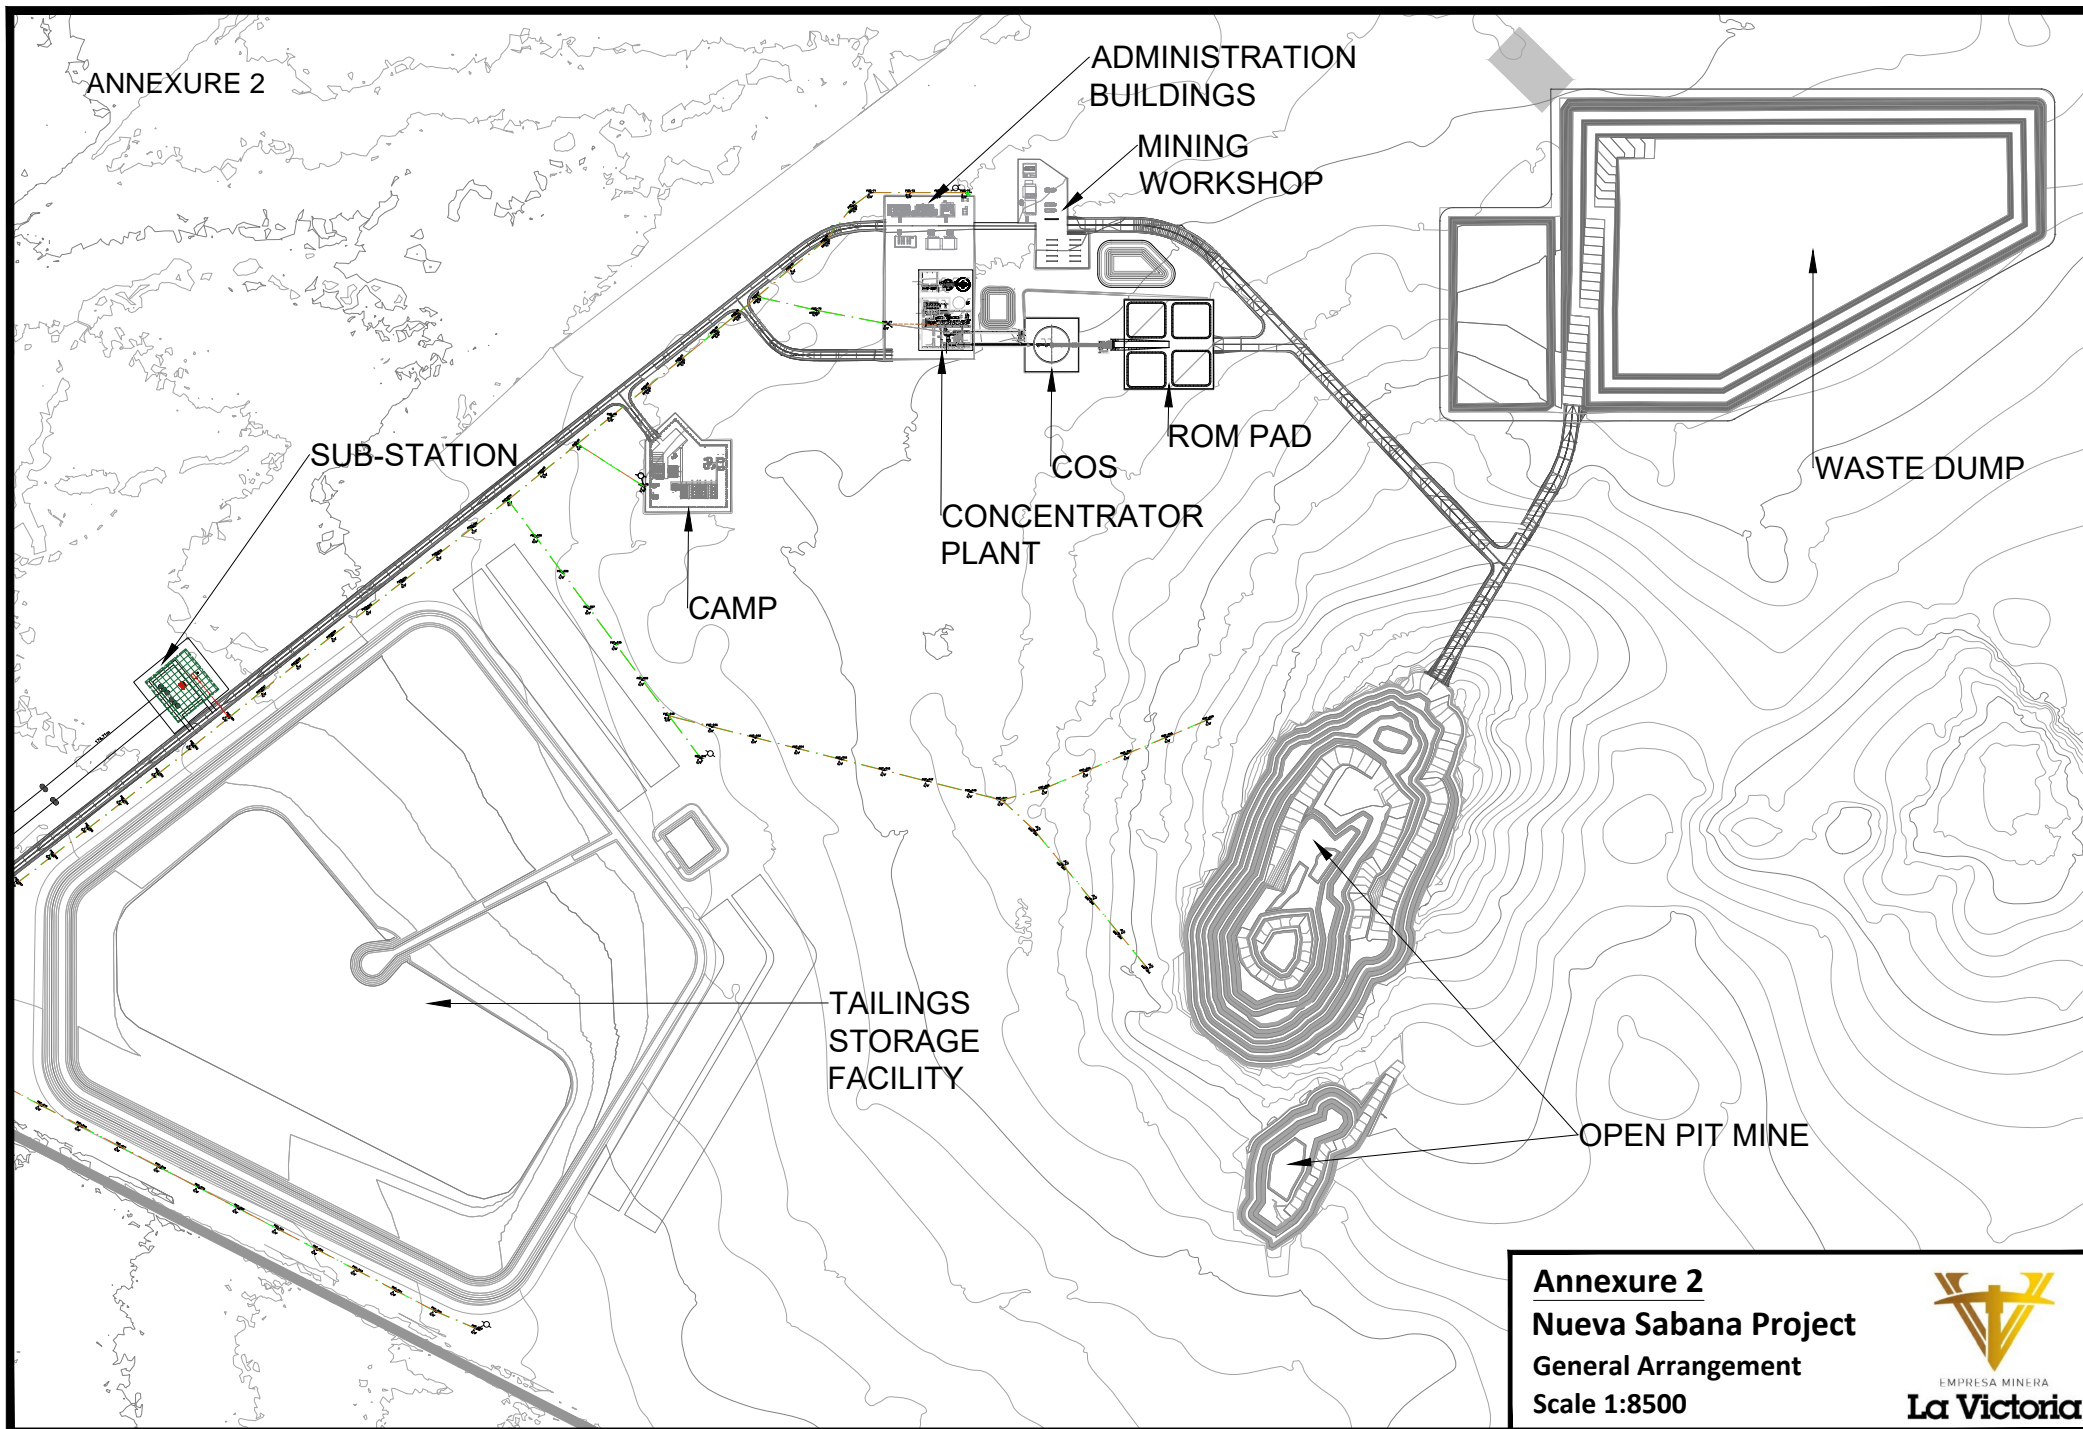 ANNEXURE 2
ADMINISTRATION
BUILDINGS
MINING
WORKSHOP
SUB-STATION
ROM PAD
COS
WASTE DUMP
CONCENTRATOR
PLANT
CAMP
TAILINGS
STORAGE
FACILITY
OPEN PIT MINE
Annexure 2
Nueva Sabana Project
General Arrangement
Scale 1:8500
EMPRESA MINERA
La Victoria